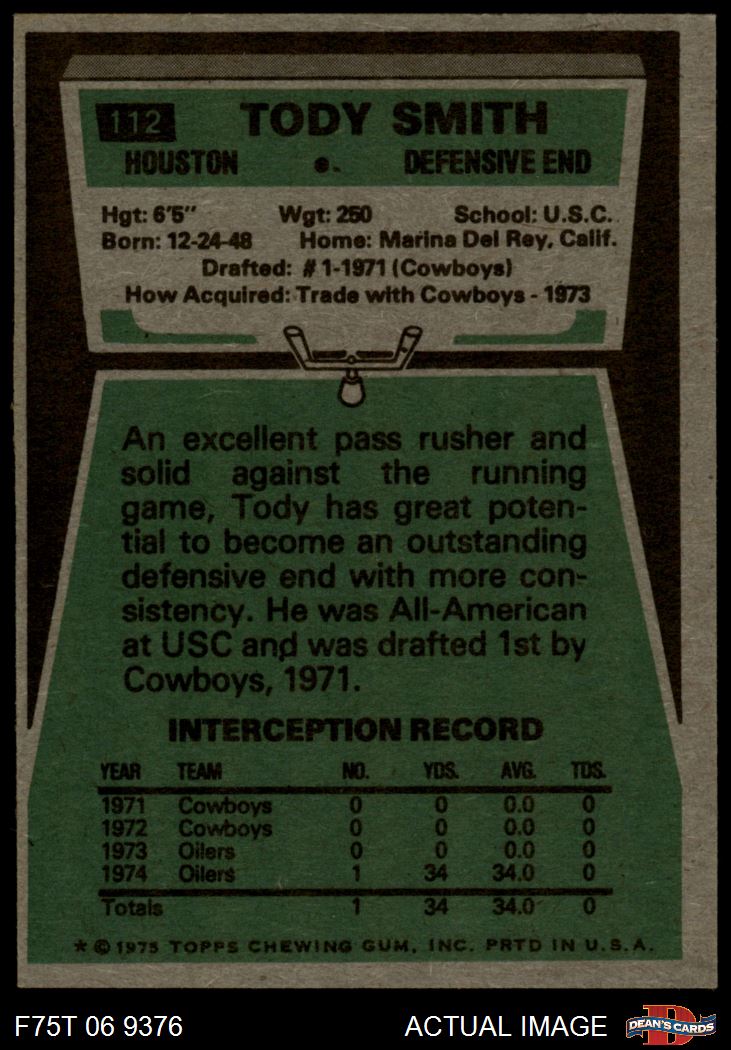 112 TODY SMITH
HOUSTON • DEFENSIVE END
Hgt: 6'5" Wgt: 250 School: U.S.C.
Born: 12-24-48 Home: Marina Del Rey, Calif.
Drafted: #1-1971 (Cowboys)
How Acquired: Trade with Cowboys - 1973
An excellent pass rusher and
solid against the running
game, Tody has great poten-
tial to become an outstanding
defensive end with more con-
sistency. He was All-American
at USC and was drafted 1st by
Cowboys, 1971.
INTERCEPTION RECORD
YEAR TEAM NO. YDS. AVG. TDS.
1971 Cowboys 0 0 0.0 0
1972 Cowboys 0 0 0.0 0
1973 Oilers 0 0 0.0 0
1974 Oilers 1 34 34.0 0
Totals 1 34 34.0 0
* © 1975 TOPPS CHEWING GUM, INC. PRTD IN U.S.A.
F75T 06 9376 ACTUAL IMAGE DEAN'S CARDS